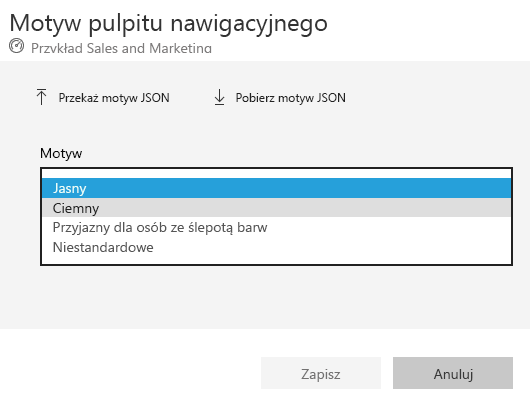 Motyw pulpitu nawigacyjnego
Przykład Sales and Marketing
Przekaż motyw JSON
Pobierz motyw JSON
Motyw
Jasny
Ciemny
Przyjazny dla osób ze ślepotą barw
Niestandardowe
Zapisz
Anuluj